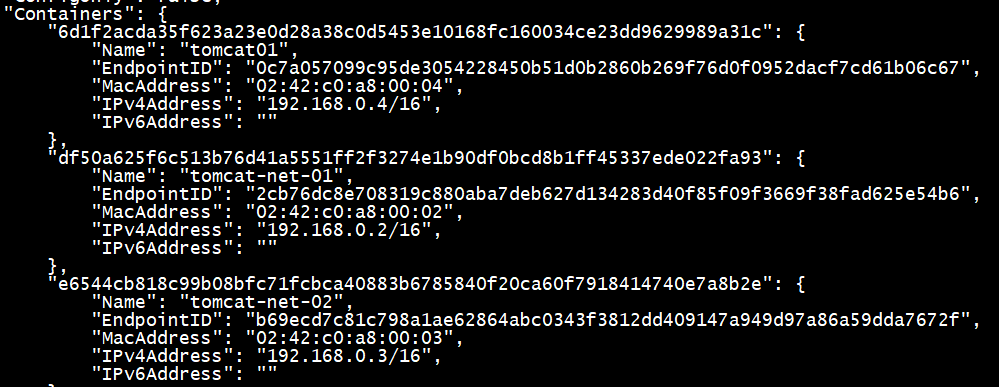 "Containers": {
"6d1f2acda35f623a23e0d28a38c0d5453e10168fc160034ce23dd9629989a31c": {
"Name": "tomcat01",
"EndpointID": "0c7a057099c95de3054228450b51d0b2860b269f76d0f0952dacf7cd61b06c67",
"MacAddress": "02:42:c0:a8:00:04",
"IPv4Address": "192.168.0.4/16",
"IPv6Address": ""
},
"df50a625f6c513b76d41a5551ff2f3274e1b90df0bcd8b1ff45337ede022fa93": {
"Name": "tomcat-net-01",
"EndpointID": "2cb76dc8e708319c880aba7deb627d134283d40f85f09f3669f38fad625e54b6",
"MacAddress": "02:42:c0:a8:00:02",
"IPv4Address": "192.168.0.2/16",
"IPv6Address": ""
},
"e6544cb818c99b08bfc71fcbca40883b6785840f20ca60f7918414740e7a8b2e": {
"Name": "tomcat-net-02",
"EndpointID": "b69ecd7c81c798a1ae62864abc0343f3812dd409147a949d97a86a59dda7672f",
"MacAddress": "02:42:c0:a8:00:03",
"IPv4Address": "192.168.0.3/16",
"IPv6Address": ""